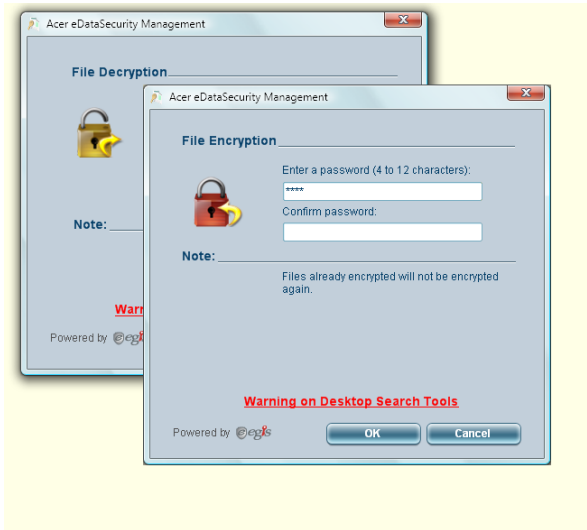 Acer eDataSecurity Management
File Decryption
Note:
Powered by egis
Acer eDataSecurity Management
File Encryption
Enter a password (4 to 12 characters):
****
Confirm password:
Note:
Files already encrypted will not be encrypted
again.
Warning on Desktop Search Tools
Powered by egis
OK
Cancel